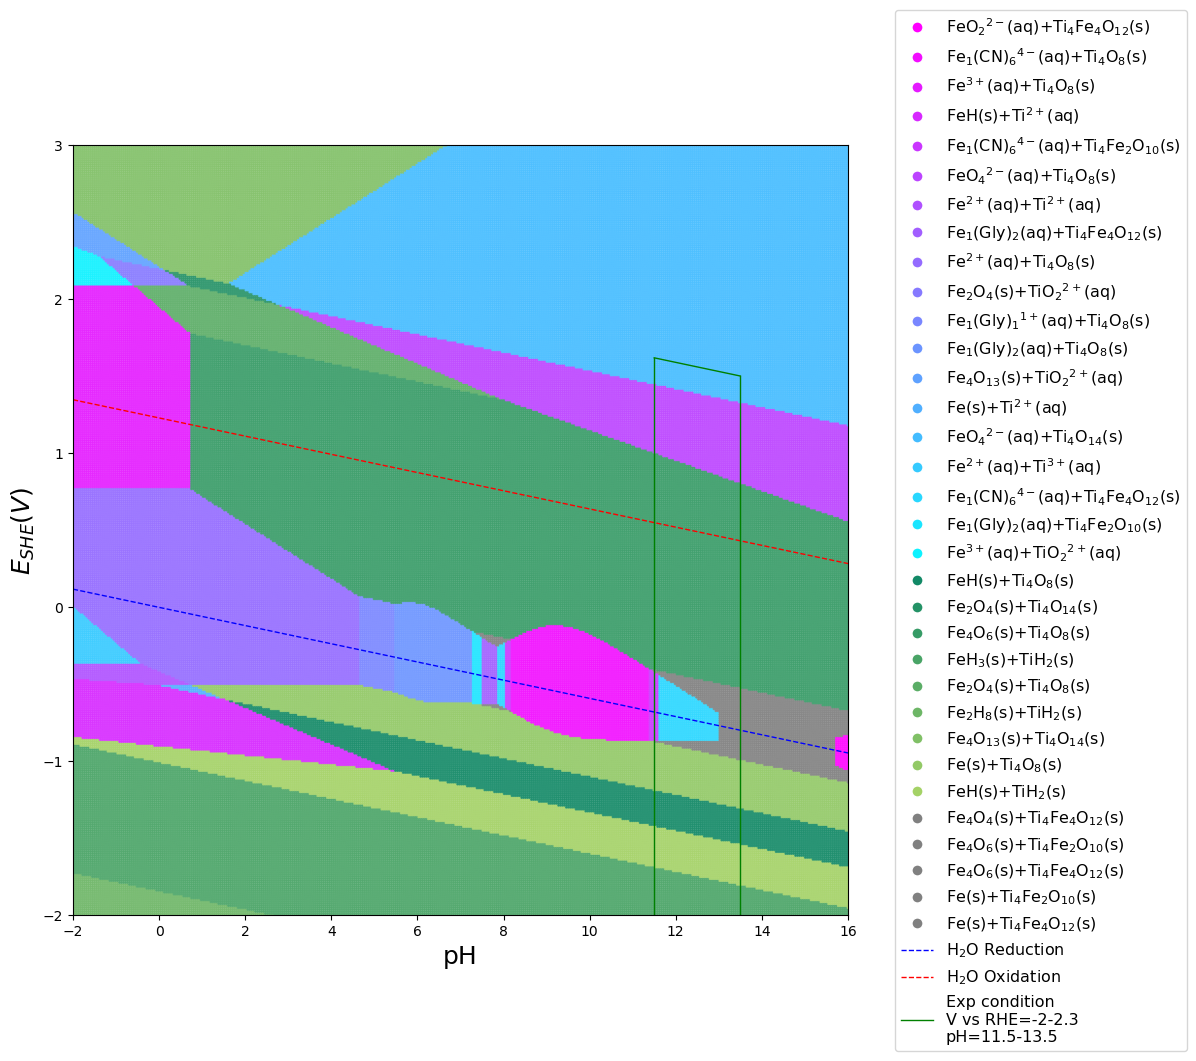 3
2
1
0
−1
−2
−2
0
2
4
6
8
10
12
14
16
E_SHE(V)
pH
FeO₂²⁻(aq)+Ti₄Fe₄O₁₂(s)
Fe₁(CN)₆⁴⁻(aq)+Ti₄O₈(s)
Fe³⁺(aq)+Ti₄O₈(s)
FeH(s)+Ti²⁺(aq)
Fe₁(CN)₆⁴⁻(aq)+Ti₄Fe₂O₁₀(s)
FeO₄²⁻(aq)+Ti₄O₈(s)
Fe²⁺(aq)+Ti²⁺(aq)
Fe₁(Gly)₂(aq)+Ti₄Fe₄O₁₂(s)
Fe²⁺(aq)+Ti₄O₈(s)
Fe₂O₄(s)+TiO₂²⁺(aq)
Fe₁(Gly)₁¹⁺(aq)+Ti₄O₈(s)
Fe₁(Gly)₂(aq)+Ti₄O₈(s)
Fe₄O₁₃(s)+TiO₂²⁺(aq)
Fe(s)+Ti²⁺(aq)
FeO₄²⁻(aq)+Ti₄O₁₄(s)
Fe²⁺(aq)+Ti³⁺(aq)
Fe₁(CN)₆⁴⁻(aq)+Ti₄Fe₄O₁₂(s)
Fe₁(Gly)₂(aq)+Ti₄Fe₂O₁₀(s)
Fe³⁺(aq)+TiO₂²⁺(aq)
FeH(s)+Ti₄O₈(s)
Fe₂O₄(s)+Ti₄O₁₄(s)
Fe₄O₆(s)+Ti₄O₈(s)
FeH₃(s)+TiH₂(s)
Fe₂O₄(s)+Ti₄O₈(s)
Fe₂H₈(s)+TiH₂(s)
Fe₄O₁₃(s)+Ti₄O₁₄(s)
Fe(s)+Ti₄O₈(s)
FeH(s)+TiH₂(s)
Fe₄O₄(s)+Ti₄Fe₄O₁₂(s)
Fe₄O₆(s)+Ti₄Fe₂O₁₀(s)
Fe₄O₆(s)+Ti₄Fe₄O₁₂(s)
Fe(s)+Ti₄Fe₂O₁₀(s)
Fe(s)+Ti₄Fe₄O₁₂(s)
H₂O Reduction
H₂O Oxidation
Exp condition
V vs RHE=-2-2.3
pH=11.5-13.5